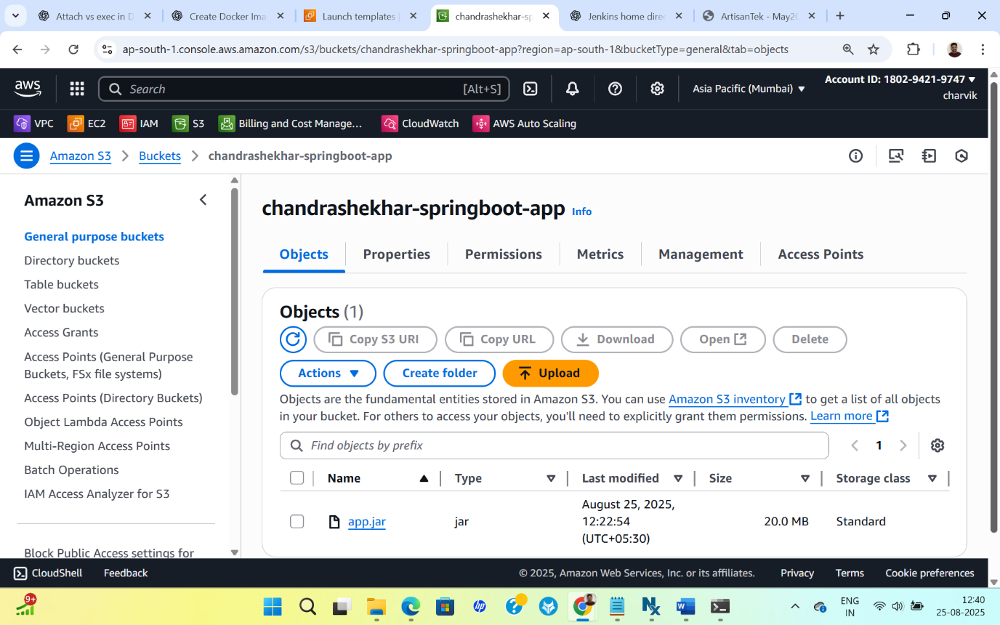 Attach vs exec in D
Create Docker Ima
Launch templates
chandrashekhar-sp
Jenkins home dire
ArtisanTek - May20
ap-south-1.console.aws.amazon.com/s3/buckets/chandrashekhar-springboot-app?region=ap-south-1&bucketType=general&tab=objects
aws
Search [Alt+S]
Asia Pacific (Mumbai)
Account ID: 1802-9421-9747
charvik
VPC
EC2
IAM
S3
Billing and Cost Manage...
CloudWatch
AWS Auto Scaling
Amazon S3
Buckets
chandrashekhar-springboot-app
Amazon S3
General purpose buckets
Directory buckets
Table buckets
Vector buckets
Access Grants
Access Points (General Purpose
Buckets, FSx file systems)
Access Points (Directory Buckets)
Object Lambda Access Points
Multi-Region Access Points
Batch Operations
IAM Access Analyzer for S3
Block Public Access settings for
chandrashekhar-springboot-app Info
Objects
Properties
Permissions
Metrics
Management
Access Points
Objects (1)
Copy S3 URI
Copy URL
Download
Open
Delete
Actions
Create folder
Upload
Objects are the fundamental entities stored in Amazon S3. You can use Amazon S3 inventory to get a list of all objects
in your bucket. For others to access your objects, you'll need to explicitly grant them permissions. Learn more
Find objects by prefix
1
Name
Type
Last modified
Size
Storage class
app.jar
jar
August 25, 2025,
12:22:54
(UTC+05:30)
20.0 MB
Standard
CloudShell
Feedback
© 2025, Amazon Web Services, Inc. or its affiliates.
Privacy
Terms
Cookie preferences
9+
hp
ENG
IN
12:40
25-08-2025